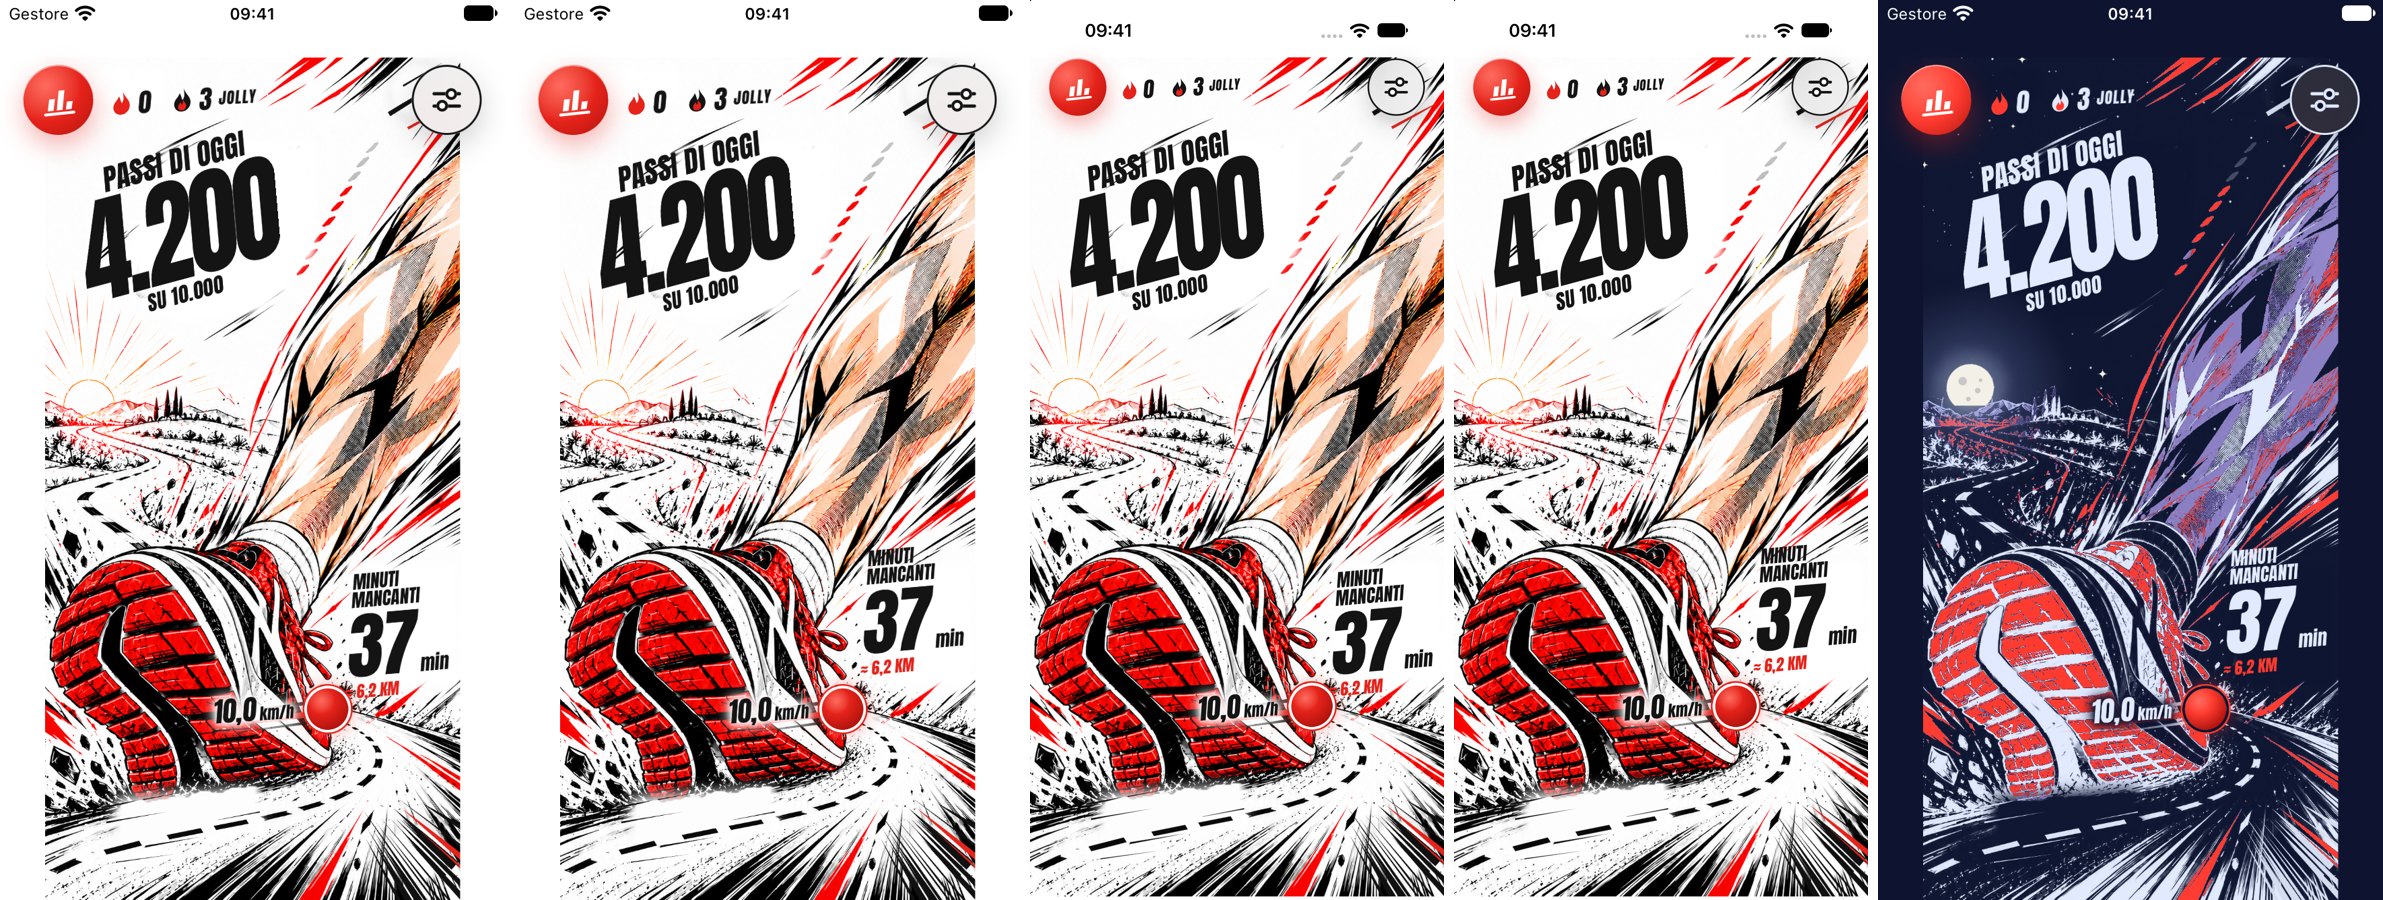 Gestore 09:41
0 3 JOLLY
PASSI DI OGGI
4.200
SU 10.000
MINUTI
MANCANTI
37 min
≈ 6,2 KM
10,0 km/h
Gestore 09:41
0 3 JOLLY
PASSI DI OGGI
4.200
SU 10.000
MINUTI
MANCANTI
37 min
≈ 6,2 KM
10,0 km/h
09:41
0 3 JOLLY
PASSI DI OGGI
4.200
SU 10.000
MINUTI
MANCANTI
37 min
≈ 6,2 KM
10,0 km/h
09:41
0 3 JOLLY
PASSI DI OGGI
4.200
SU 10.000
MINUTI
MANCANTI
37 min
≈ 6,2 KM
10,0 km/h
Gestore 09:41
0 3 JOLLY
PASSI DI OGGI
4.200
SU 10.000
MINUTI
MANCANTI
37 min
≈ 6,2 KM
10,0 km/h